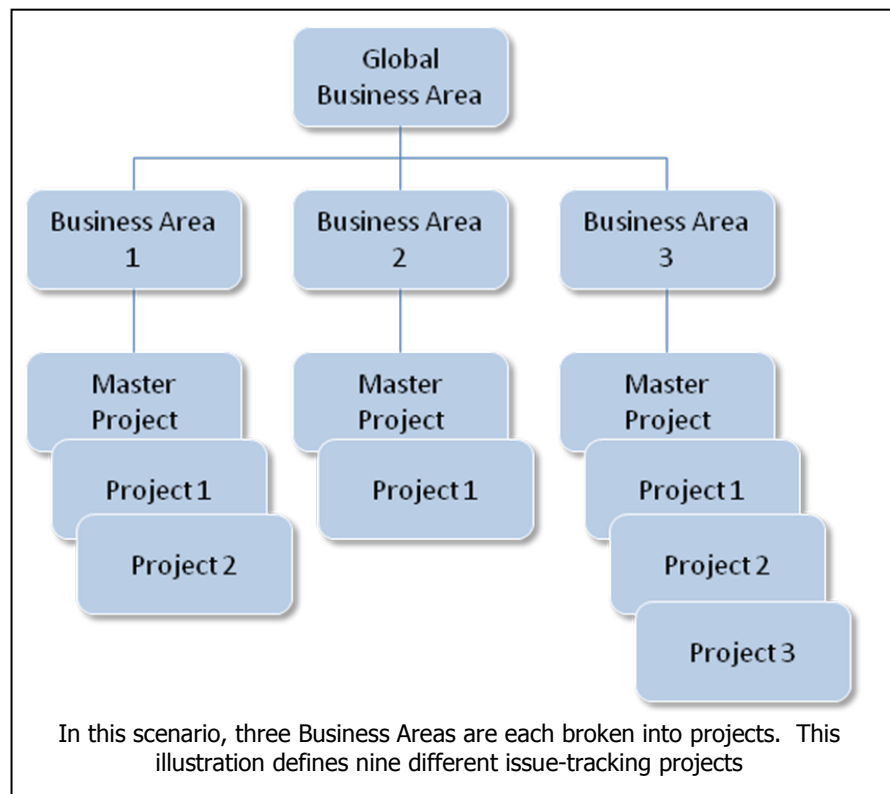 Global
Business Area
Business Area
1
Business Area
2
Business Area
3
Master
Project
Project 1
Project 2
Master
Project
Project 1
Master
Project
Project 1
Project 2
Project 3
In this scenario, three Business Areas are each broken into projects.  This
illustration defines nine different issue-tracking projects